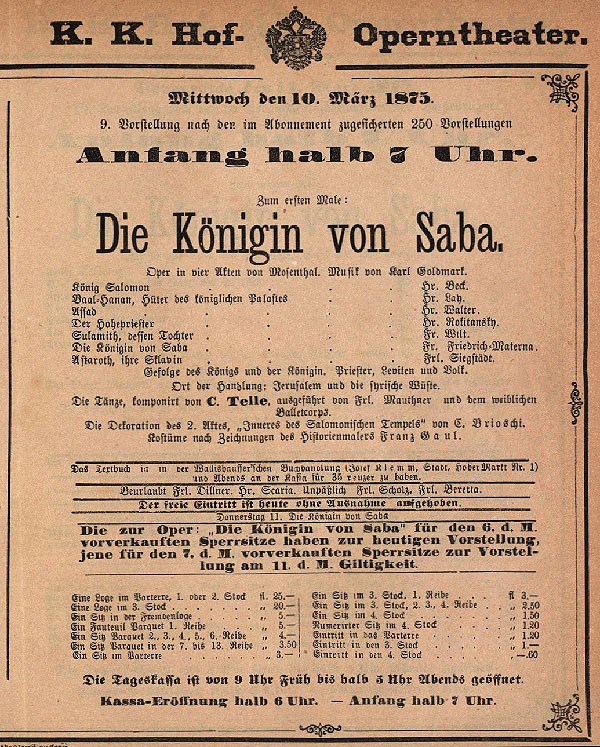 K. K. Hof- Operntheater.
Mittwoch den 10. März 1875.
9. Vorstellung nach den im Abonnement zugesicherten 250 Vorstellungen
Anfang halb 7 Uhr.
Zum ersten Male:
Die Königin von Saba.
Oper in vier Akten von Mosenthal. Musik von Karl Goldmark.
König Salomon . . . . Hr. Beck.
Baal-Hanan, Hüter des königlichen Palastes . . . Hr. Lay.
Assad . . . . . Hr. Walter.
Der Hohepriester . . . . Hr. Rokitansky.
Sulamith, dessen Tochter . . . . Fr. Wilt.
Die Königin von Saba . . . . Fr. Friedrich-Materna.
Astaroth, ihre Sklavin . . . . Frl. Siegstädt.
Gefolge des Königs und der Königin. Priester, Leviten und Volk.
Ort der Handlung: Jerusalem und die syrische Wüste.
Die Tänze, komponirt von C. Telle, ausgeführt von Frl. Mauthner und dem weiblichen
Balletcorps.
Die Dekoration des 2. Aktes, „Inneres des Salomonischen Tempels" von C. Brioschi.
Kostüme nach Zeichnungen des Historienmalers Franz Gaul.
Das Textbuch ist in der Wallishausser'schen Buchhandlung (Josef Klemm, Stadt, Hoher Markt Nr. 1)
und Abends an der Kassa für 35 Kreuzer zu haben.
Beurlaubt Frl. Dillner. Hr. Scaria. Unpäßlich Frl. Scholz, Frl. Beretta.
Der freie Eintritt ist heute ohne Ausnahme aufgehoben.
Donnerstag 11. Die Königin von Saba
Die zur Oper: „Die Königin von Saba" für den 6. d. M.
vorverkauften Sperrsitze haben zur heutigen Vorstellung,
jene für den 7. d. M. vorverkauften Sperrsitze zur Vorstel-
lung am 11. d. M. Giltigkeit.
Eine Loge im Parterre, 1. oder 2. Stock fl. 25.—
Eine Loge im 3. Stock . . . „ 20.—
Ein Sitz in der Fremdenloge . . „ 5.—
Ein Fauteuil Parquet 1. Reihe . . „ 5.—
Ein Sitz Parquet 2., 3., 4., 5., 6. Reihe . „ 4.—
Ein Sitz Parquet in der 7. bis 13. Reihe „ 3.50
Ein Sitz im Parterre . . . „ 3.—
Ein Sitz im 3. Stock, 1. Reihe . . fl 3.—
Ein Sitz im 3. Stock, 2. 3., 4. Reihe . . „ 2.50
Ein Sitz im 4. Stock . . . „ 1.50
Numerirter Sitz im 4. Stock . . „ 1.20
Eintritt in das Parterre . . „ 1.20
Eintritt in den 3. Stock . . „ 1.—
Eintritt in den 4. Stock . . „ —.60
Die Tageskassa ist von 9 Uhr Früh bis halb 5 Uhr Abends geöffnet.
Kassa-Eröffnung halb 6 Uhr. — Anfang halb 7 Uhr.